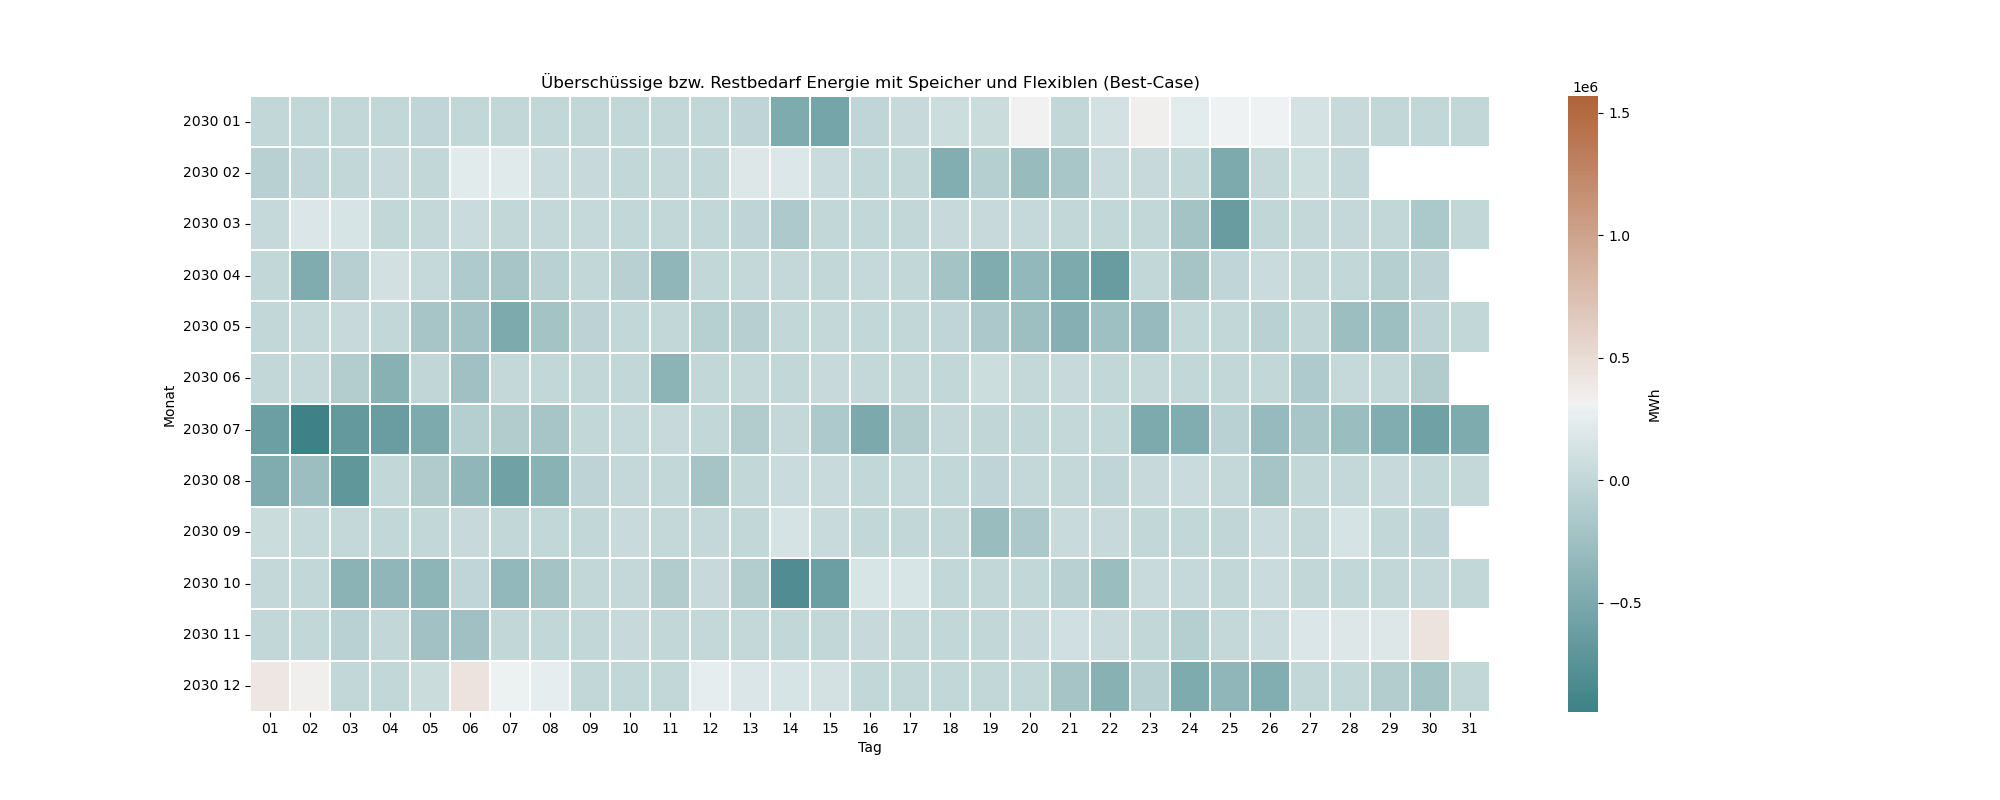 Überschüssige bzw. Restbedarf Energie mit Speicher und Flexiblen (Best-Case)
1e6
2030 01
2030 02
2030 03
2030 04
2030 05
2030 06
2030 07
2030 08
2030 09
2030 10
2030 11
2030 12
Monat
01 02 03 04 05 06 07 08 09 10 11 12 13 14 15 16 17 18 19 20 21 22 23 24 25 26 27 28 29 30 31
Tag
1.5
1.0
0.5
0.0
−0.5
MWh